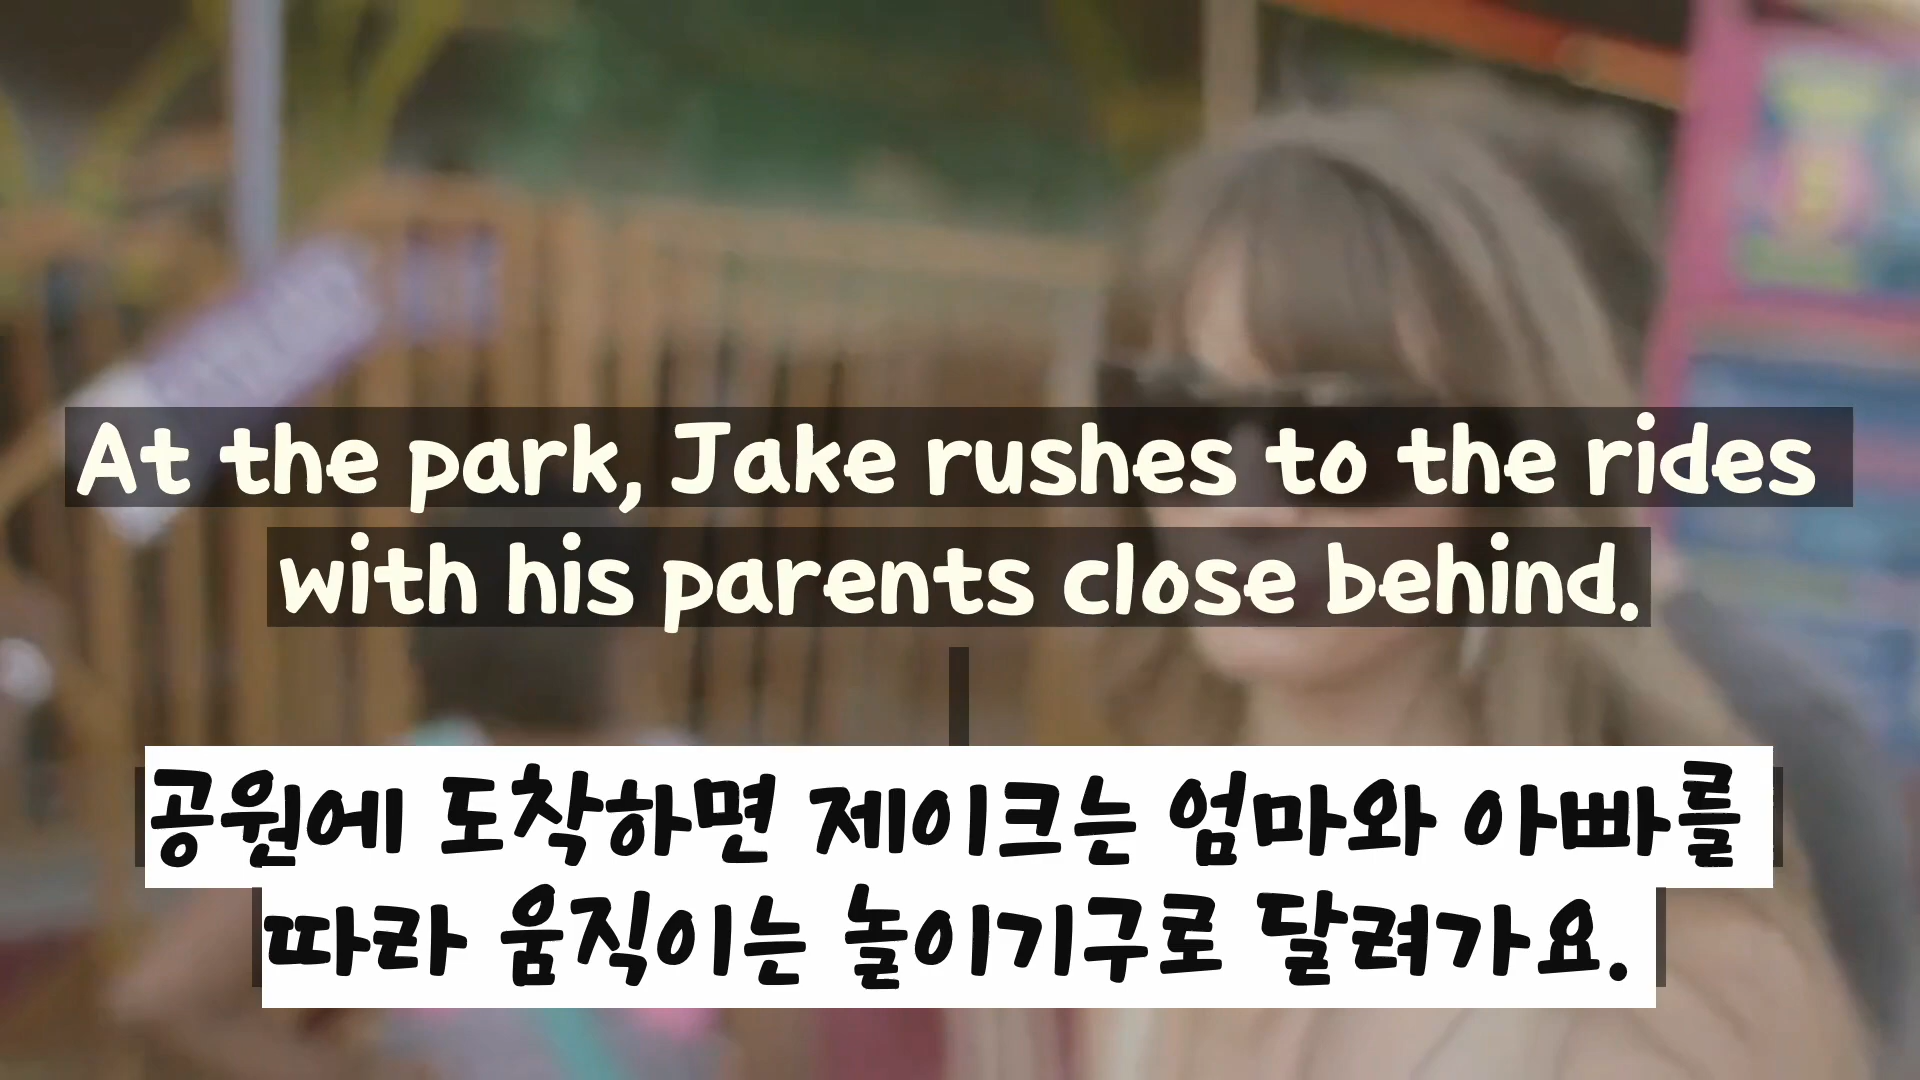 At the park, Jake rushes to the rides
with his parents close behind.
공원에 도착하면 제이크는 엄마와 아빠를
따라 움직이는 놀이기구로 달려가요.